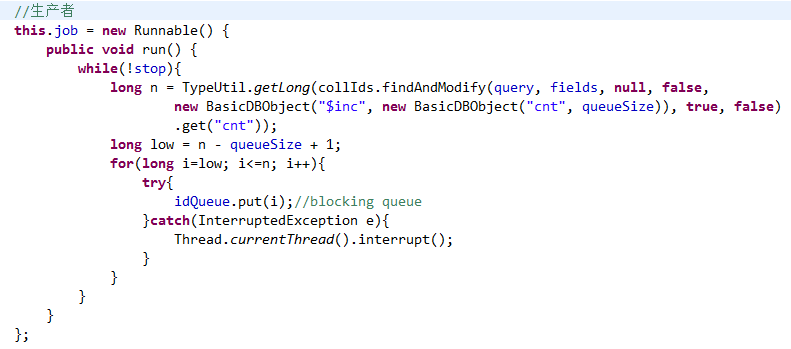 //生产者
this.job = new Runnable() {
    public void run() {
        while(!stop){
            long n = TypeUtil.getLong(collIds.findAndModify(query, fields, null, false,
                    new BasicDBObject("$inc", new BasicDBObject("cnt", queueSize)), true, false)
                    .get("cnt"));
            long low = n - queueSize + 1;
            for(long i=low; i<=n; i++){
                try{
                    idQueue.put(i);//blocking queue
                }catch(InterruptedException e){
                    Thread.currentThread().interrupt();
                }
            }
        }
    }
};